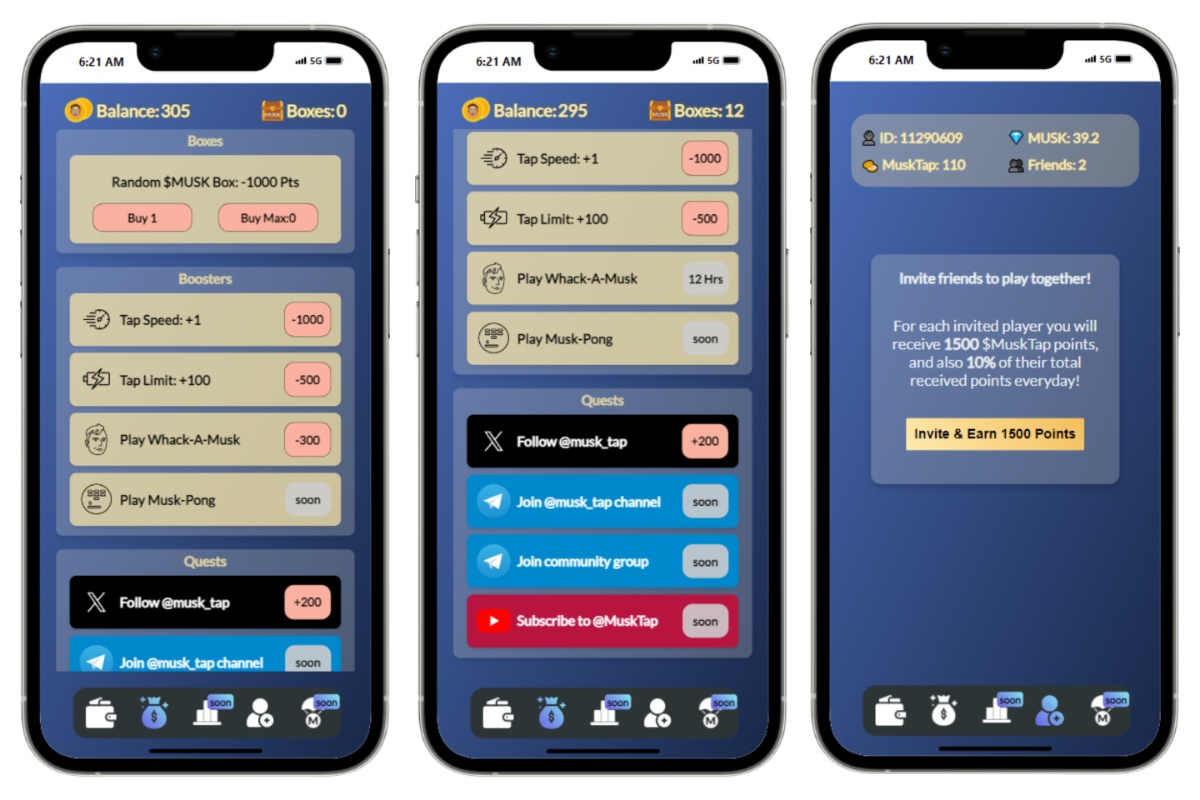 6:21 AM
5G
Balance:305
Boxes:0
Boxes
Random $MUSK Box: -1000 Pts
Buy 1
Buy Max:0
Boosters
Tap Speed: +1
-1000
Tap Limit: +100
-500
Play Whack-A-Musk
-300
Play Musk-Pong
soon
Quests
Follow @musk_tap
+200
Join @musk_tap channel
soon
soon
soon
6:21 AM
5G
Balance:295
MUSK
Boxes:12
Tap Speed: +1
-1000
Tap Limit: +100
-500
Play Whack-A-Musk
12 Hrs
Play Musk-Pong
soon
Quests
Follow @musk_tap
+200
Join @musk_tap channel
soon
Join community group
soon
Subscribe to @MuskTap
soon
soon
M
soon
6:21 AM
5G
ID: 11290609
MUSK: 39.2
MuskTap: 110
Friends: 2
Invite friends to play together!
For each invited player you will
receive 1500 $MuskTap points,
and also 10% of their total
received points everyday!
Invite & Earn 1500 Points
soon
M
soon